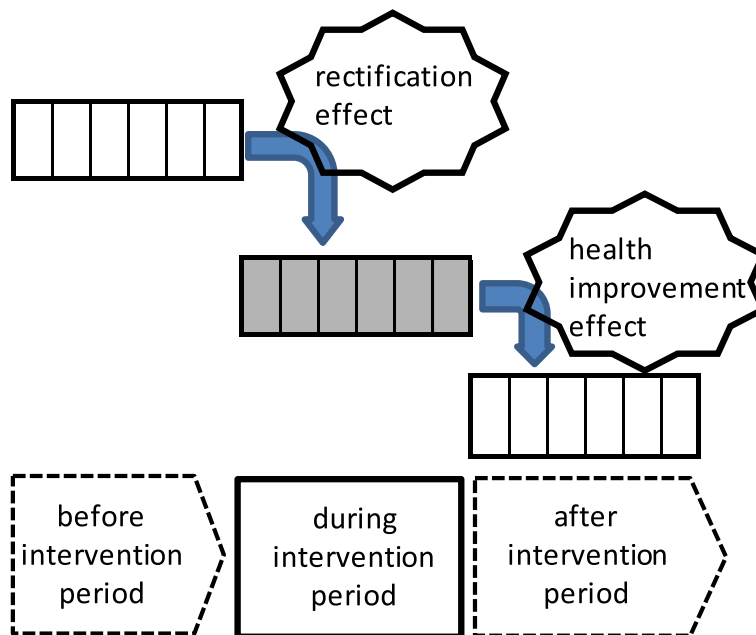 rectification
effect
health
improvement
effect
before
intervention
period
during
intervention
period
after
intervention
period